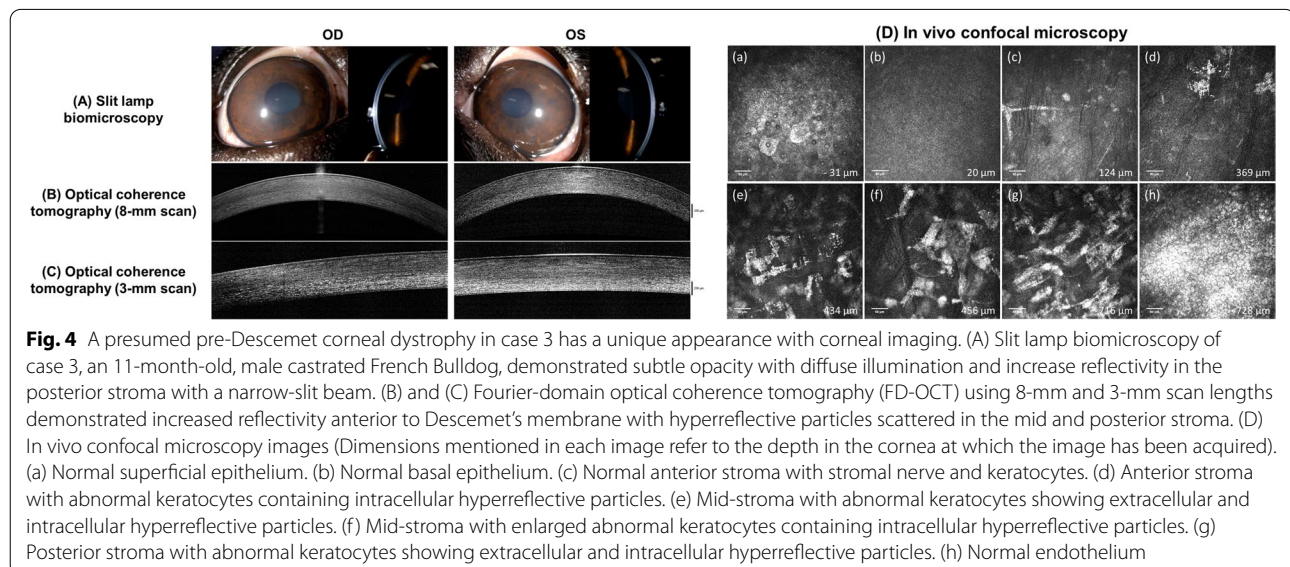 OD
OS
(D) In vivo confocal microscopy
(A) Slit lamp
biomicroscopy
(B) Optical coherence
tomography (8-mm scan)
(C) Optical coherence
tomography (3-mm scan)
(a)
- 31 µm
(b)
20 µm
(c)
124 µm
(d)
369 µm
(e)
434 µm
(f)
456 µm
(g)
716 µm
(h)
728 µm
Fig. 4 A presumed pre-Descemet corneal dystrophy in case 3 has a unique appearance with corneal imaging. (A) Slit lamp biomicroscopy of
case 3, an 11-month-old, male castrated French Bulldog, demonstrated subtle opacity with diffuse illumination and increase reflectivity in the
posterior stroma with a narrow-slit beam. (B) and (C) Fourier-domain optical coherence tomography (FD-OCT) using 8-mm and 3-mm scan lengths
demonstrated increased reflectivity anterior to Descemet's membrane with hyperreflective particles scattered in the mid and posterior stroma. (D)
In vivo confocal microscopy images (Dimensions mentioned in each image refer to the depth in the cornea at which the image has been acquired).
(a) Normal superficial epithelium. (b) Normal basal epithelium. (c) Normal anterior stroma with stromal nerve and keratocytes. (d) Anterior stroma
with abnormal keratocytes containing intracellular hyperreflective particles. (e) Mid-stroma with abnormal keratocytes showing extracellular and
intracellular hyperreflective particles. (f) Mid-stroma with enlarged abnormal keratocytes containing intracellular hyperreflective particles. (g)
Posterior stroma with abnormal keratocytes showing extracellular and intracellular hyperreflective particles. (h) Normal endothelium